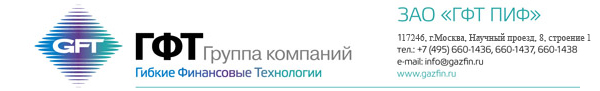 GFT
ГФТ Группа компаний
Гибкие Финансовые Технологии
ЗАО «ГФТ ПИФ»
117246, г.Москва, Научный проезд, 8, строение 1
тел.: +7 (495) 660-1436, 660-1437, 660-1438
e-mail: info@gazfin.ru
www.gazfin.ru